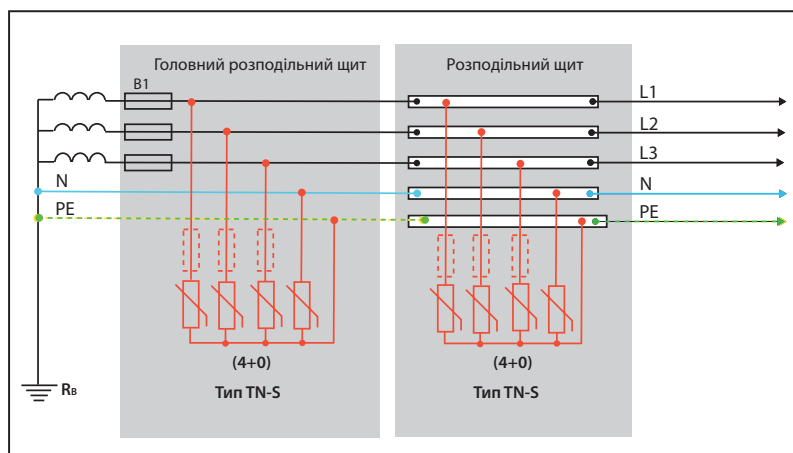 Головний розподільний щит
Розподільний щит
B1
L1
L2
L3
N
N
PE
PE
(4+0)
(4+0)
Тип TN-S
Тип TN-S
RB